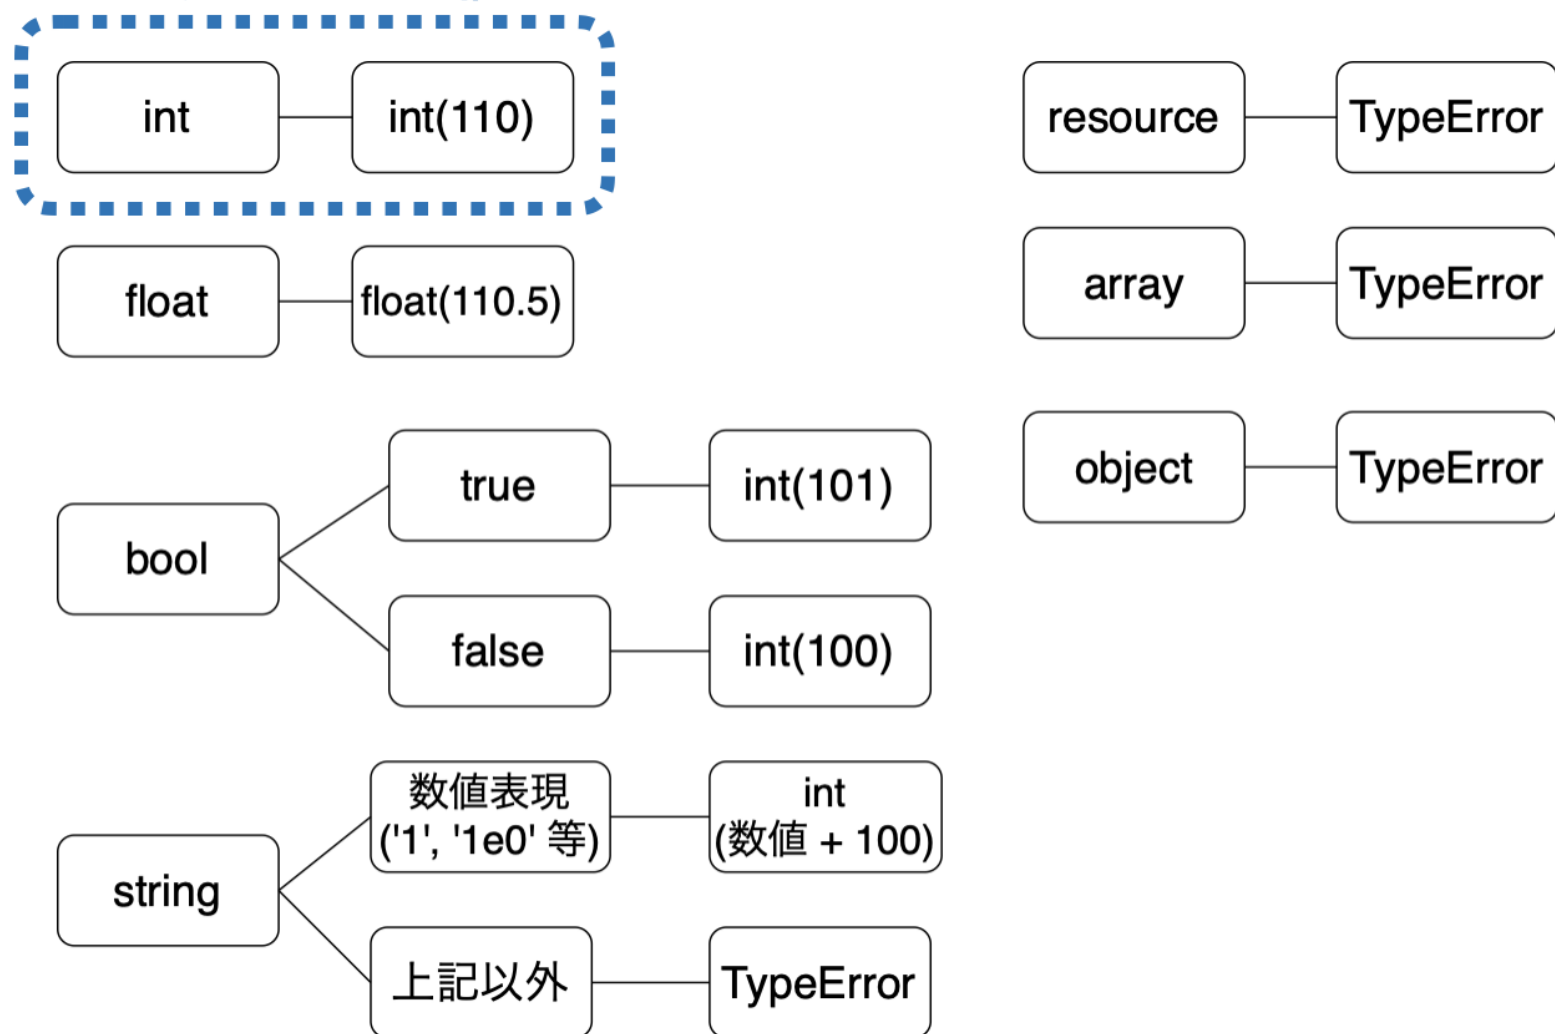 int
int(110)
float
float(110.5)
bool
true
int(101)
false
int(100)
string
数値表現
('1', '1e0' 等)
int
(数値 + 100)
上記以外
TypeError
resource
TypeError
array
TypeError
object
TypeError